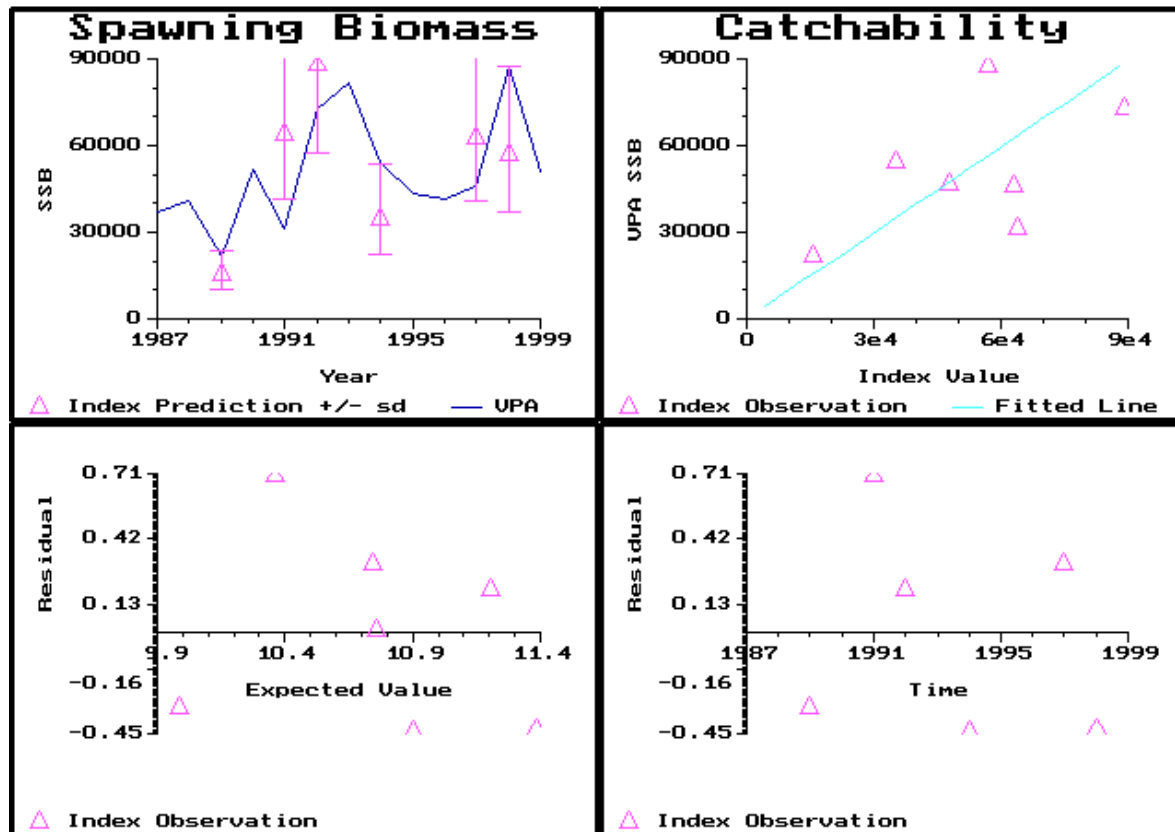 Spawning Biomass
90000
60000
30000
0
SSB
1987 1991 1995 1999
Year
Index Prediction +/- sd VPA
Catchability
90000
60000
30000
0
VPA SSB
0 3e4 6e4 9e4
Index Value
Index Observation Fitted Line
0.71
0.42
0.13
-0.16
-0.45
Residual
9.9 10.4 10.9 11.4
Expected Value
Index Observation
0.71
0.42
0.13
-0.16
-0.45
Residual
1987 1991 1995 1999
Time
Index Observation